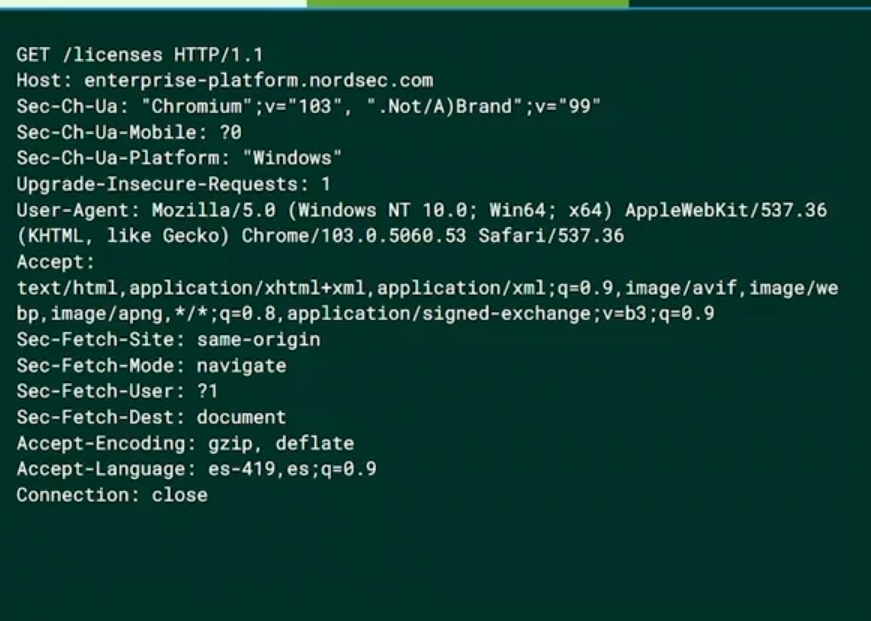 GET /licenses HTTP/1.1
Host: enterprise-platform.nordsec.com
Sec-Ch-Ua: "Chromium";v="103", ".Not/A)Brand";v="99"
Sec-Ch-Ua-Mobile: ?0
Sec-Ch-Ua-Platform: "Windows"
Upgrade-Insecure-Requests: 1
User-Agent: Mozilla/5.0 (Windows NT 10.0; Win64; x64) AppleWebKit/537.36
(KHTML, like Gecko) Chrome/103.0.5060.53 Safari/537.36
Accept:
text/html,application/xhtml+xml,application/xml;q=0.9,image/avif,image/we
bp,image/apng,*/*;q=0.8,application/signed-exchange;v=b3;q=0.9
Sec-Fetch-Site: same-origin
Sec-Fetch-Mode: navigate
Sec-Fetch-User: ?1
Sec-Fetch-Dest: document
Accept-Encoding: gzip, deflate
Accept-Language: es-419,es;q=0.9
Connection: close